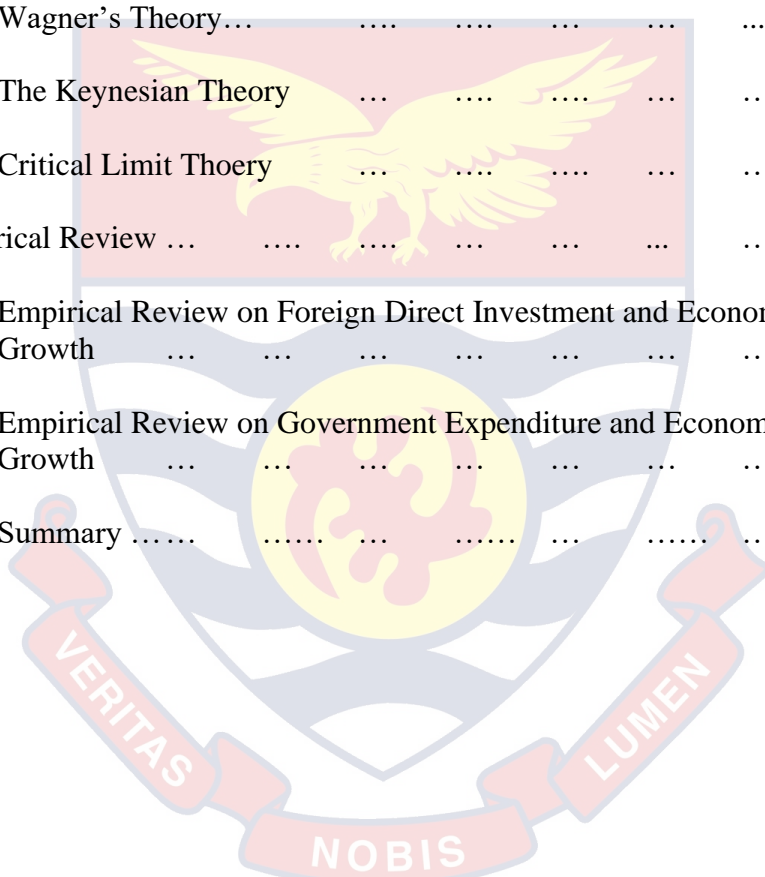 Wagner’s Theory… …. …. … … ...
The Keynesian Theory … …. …. … …
Critical Limit Thoery … …. …. … …
rical Review … …. …. … … ... …
Empirical Review on Foreign Direct Investment and Econor
Growth … … … … … … …
Empirical Review on Government Expenditure and Econom
Growth … … … … … … …
Summary …… …… … …… … …… …
VERITAS
NOBIS
LUMEN